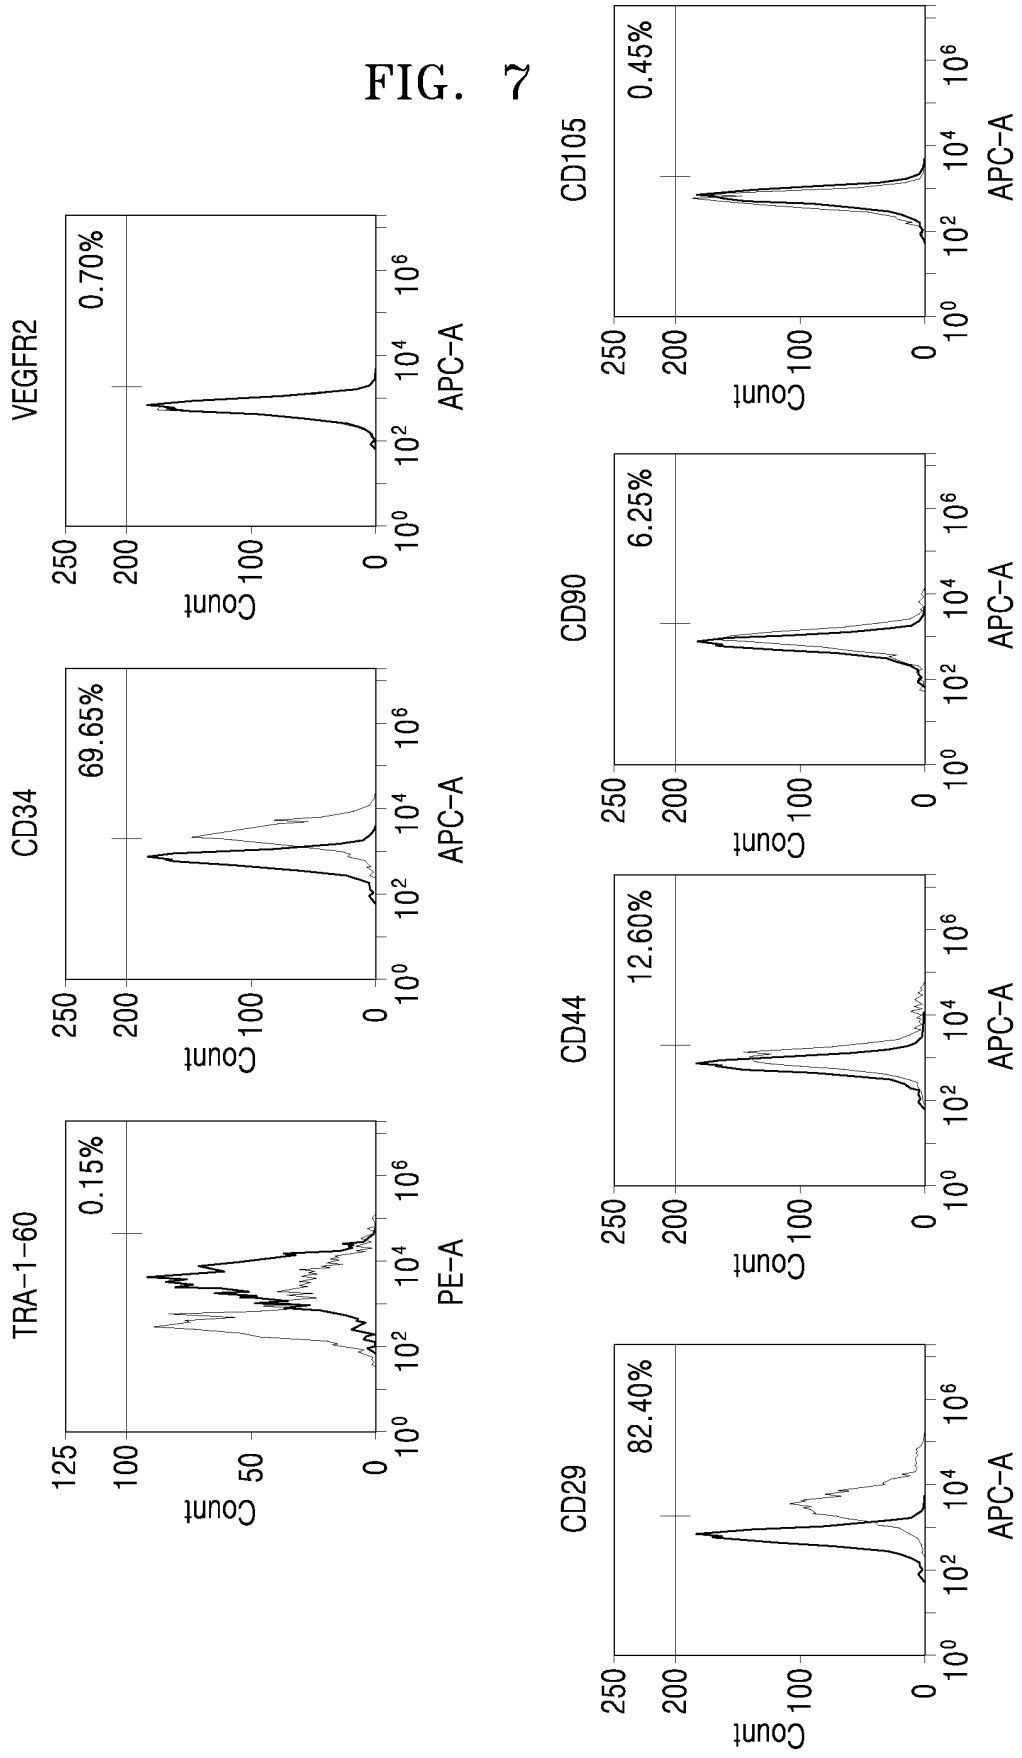 FIG. 7
TRA-1-60
125
100
50
0
Count
0.15%
10^0
10^2
10^4
10^6
PE-A
CD34
250
200
100
0
Count
69.65%
10^0
10^2
10^4
10^6
APC-A
VEGFR2
250
200
100
0
Count
0.70%
10^0
10^2
10^4
10^6
APC-A
CD29
250
200
100
0
Count
82.40%
10^0
10^2
10^4
10^6
APC-A
CD44
250
200
100
0
Count
12.60%
10^0
10^2
10^4
10^6
APC-A
CD90
250
200
100
0
Count
6.25%
10^0
10^2
10^4
10^6
APC-A
CD105
250
200
100
0
Count
0.45%
10^0
10^2
10^4
10^6
APC-A